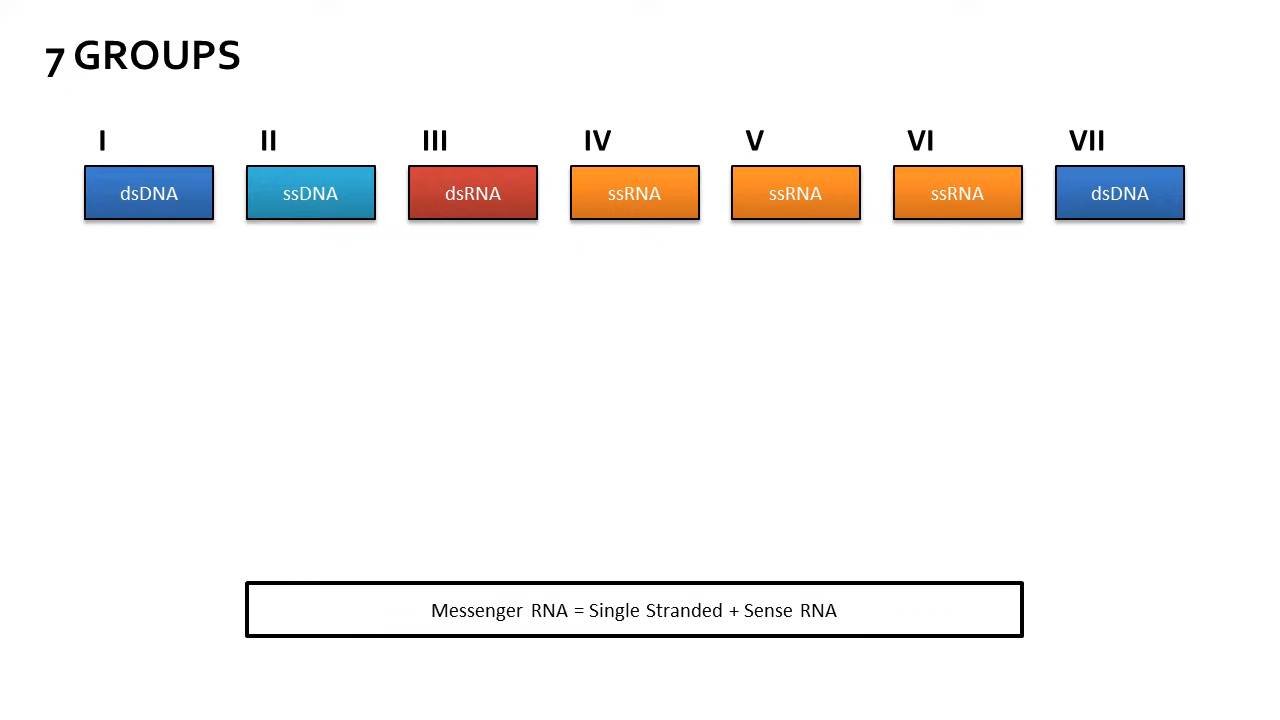 7 GROUPS
I II III IV V VI VII
dsDNA ssDNA dsRNA ssRNA ssRNA ssRNA dsDNA
Messenger RNA = Single Stranded + Sense RNA